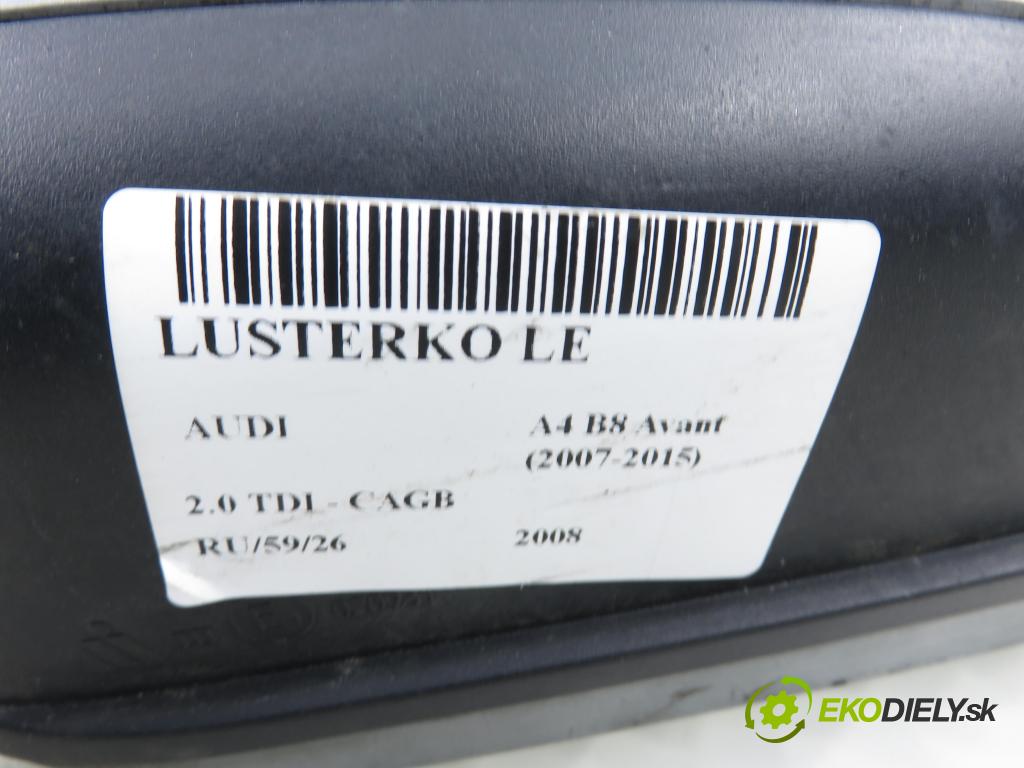 LUSTERKO LE
AUDI
A4 B8 Avant
(2007-2015)
2.0 TDI - CAGB
RU/59/26
2008
EKODIELY.sk